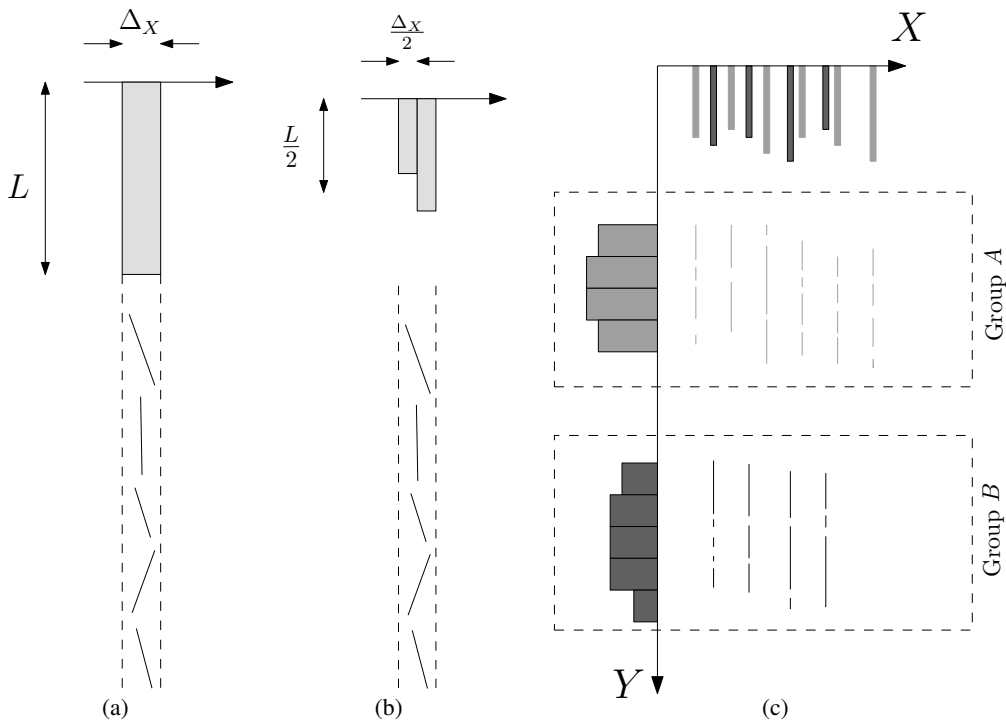 Δ_X
L
(a)
Δ_X/2
L/2
(b)
X
Group A
Group B
Y
(c)